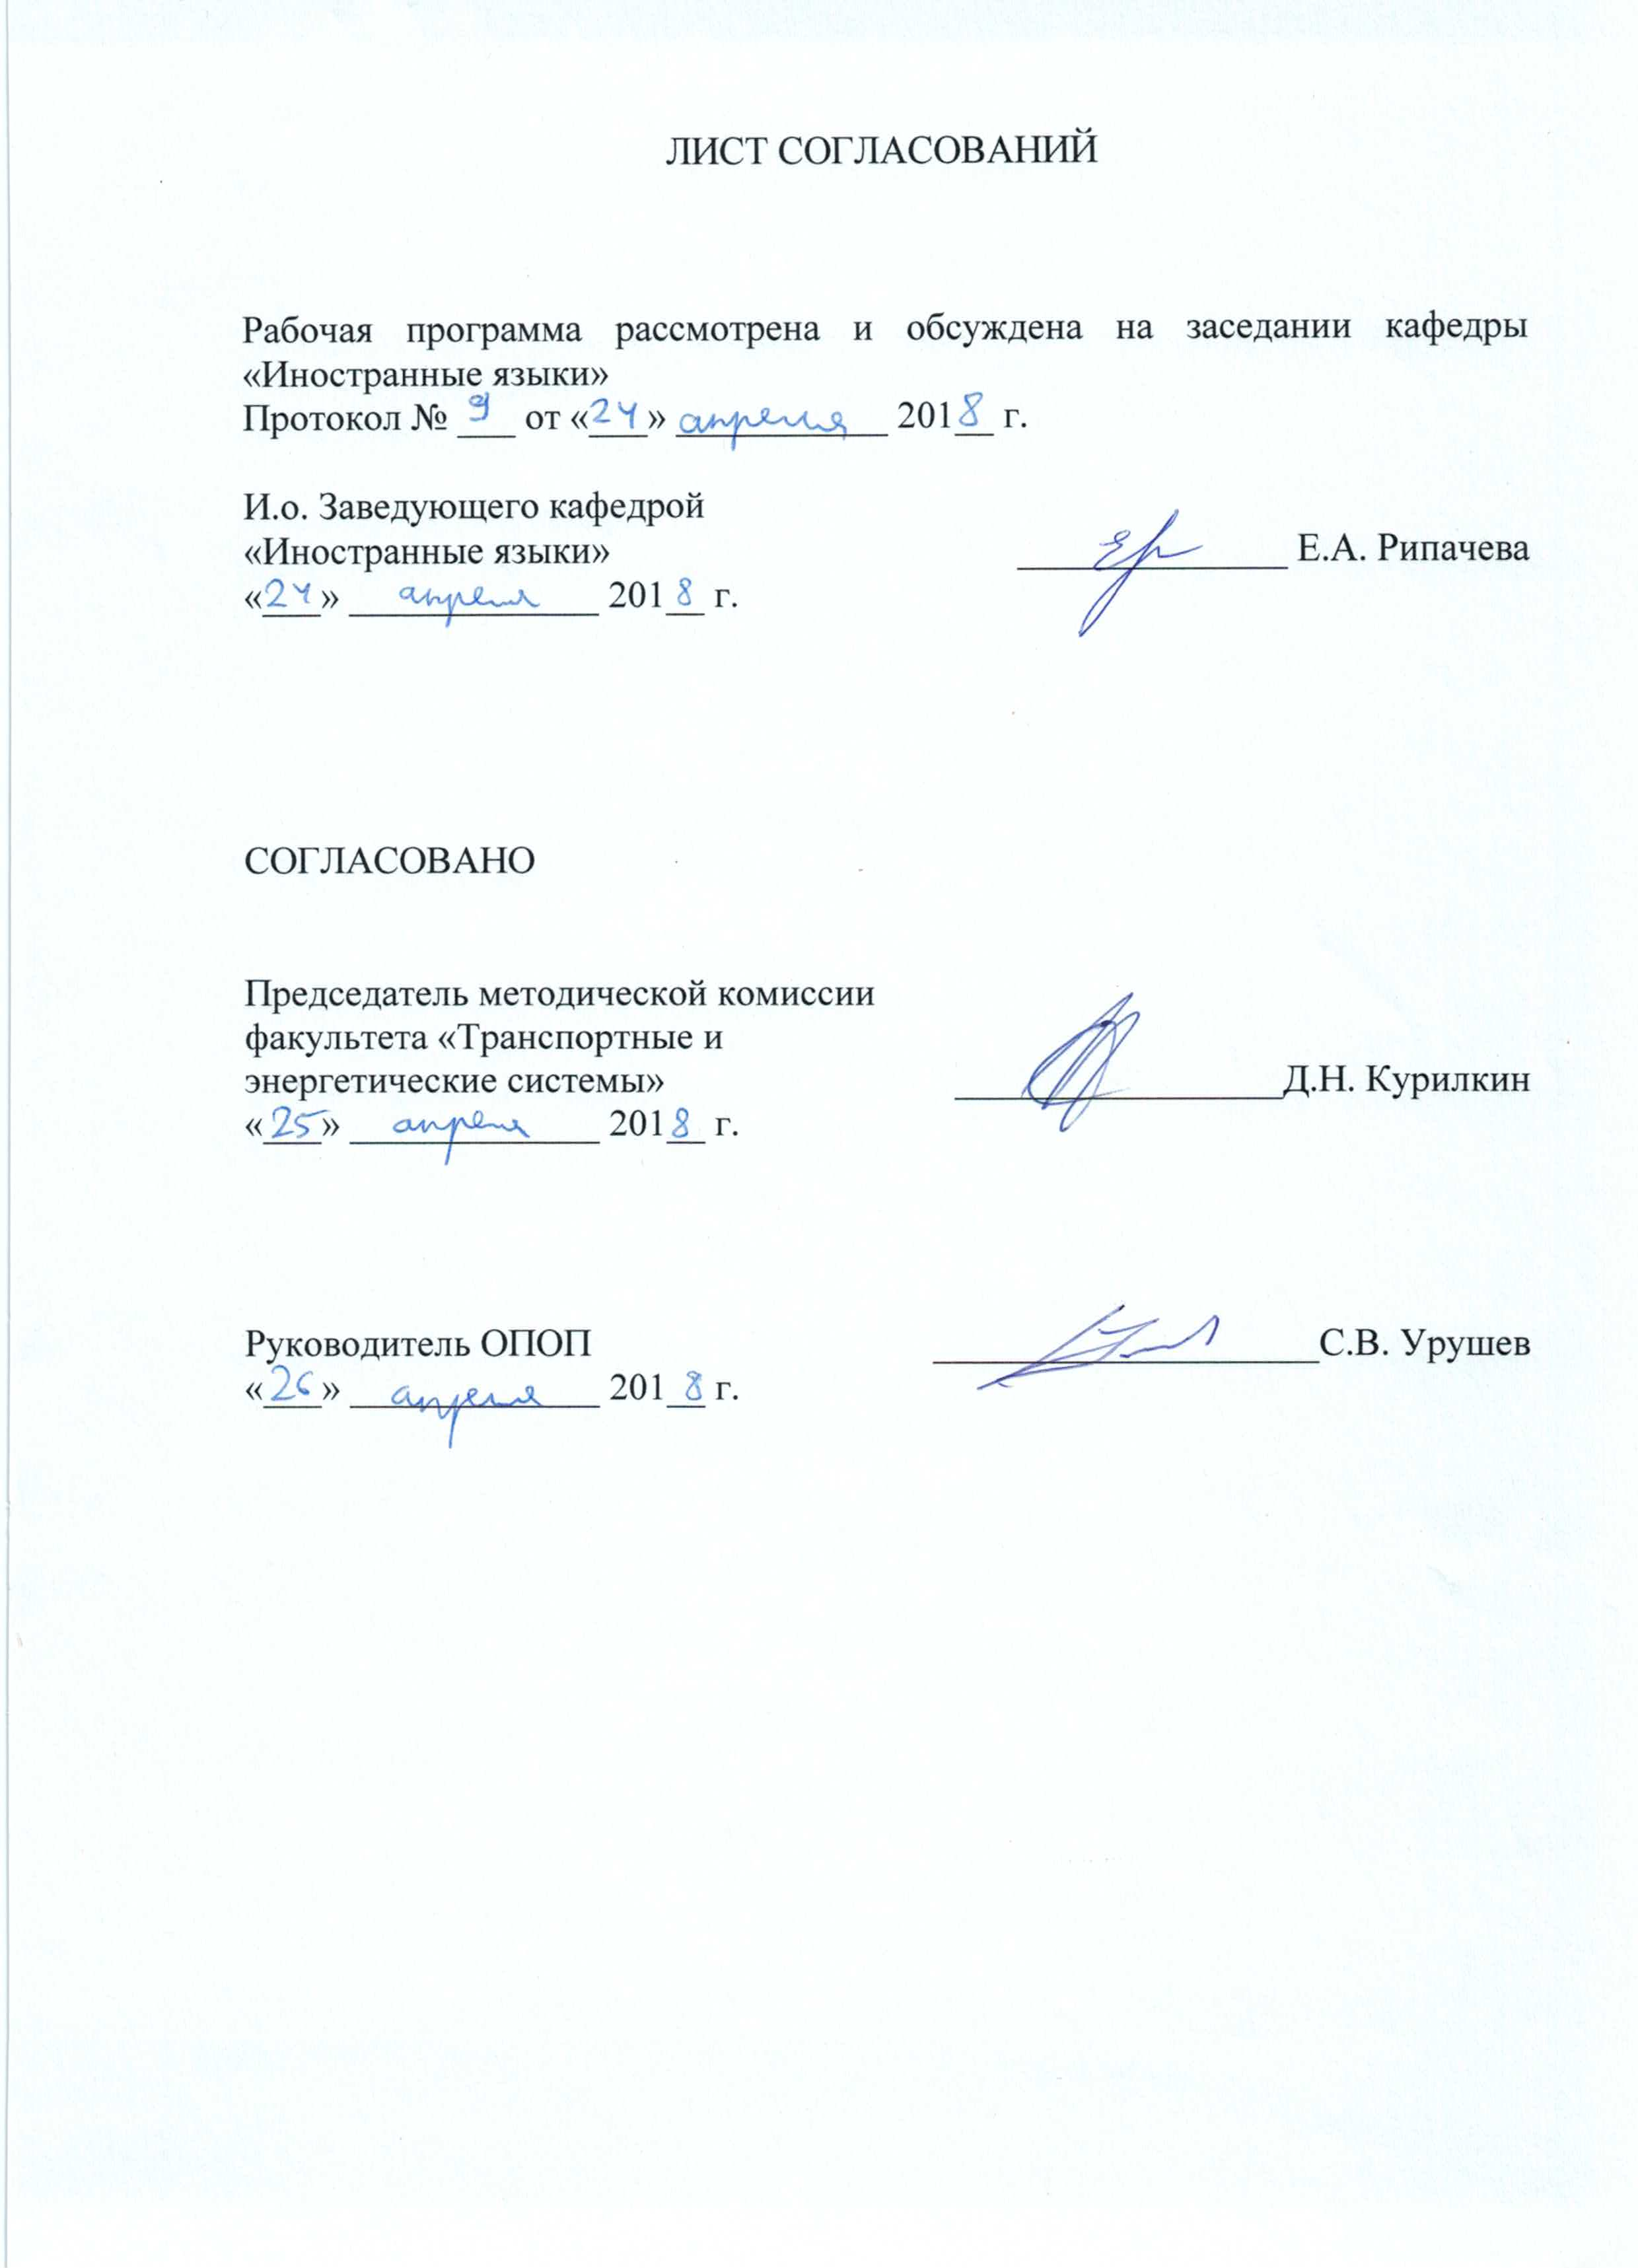 ЛИСТ СОГЛАСОВАНИЙ
Рабочая программа рассмотрена и обсуждена на заседании кафедры
«Иностранные языки»
Протокол № 9 от «24» апреля 2018 г.
И.о. Заведующего кафедрой
«Иностранные языки» Е.А. Рипачева
«24» апреля 2018 г.
СОГЛАСОВАНО
Председатель методической комиссии
факультета «Транспортные и
энергетические системы» Д.Н. Курилкин
«25» апреля 2018 г.
Руководитель ОПОП С.В. Урушев
«26» апреля 2018 г.